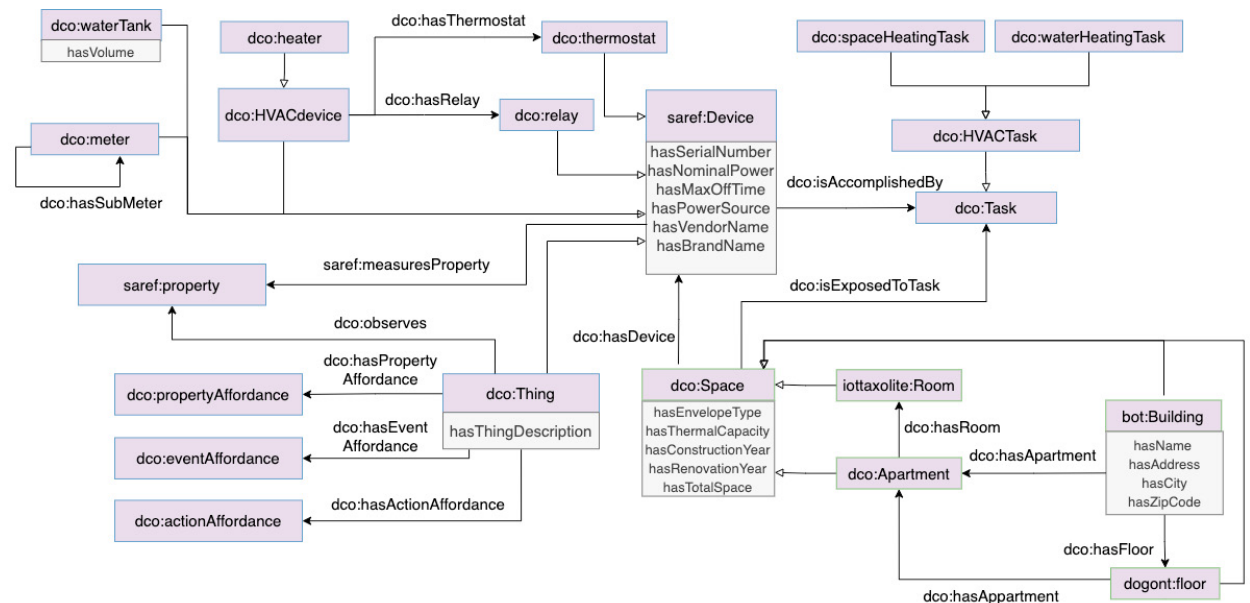 dco:waterTank
hasVolume
dco:heater
dco:hasThermostat
dco:thermostat
dco:spaceHeatingTask
dco:waterHeatingTask
dco:HVACdevice
dco:hasRelay
dco:relay
saref:Device
hasSerialNumber
hasNominalPower
hasMaxOffTime
hasPowerSource
hasVendorName
hasBrandName
dco:HVACTask
dco:meter
dco:hasSubMeter
dco:isAccomplishedBy
dco:Task
saref:measuresProperty
saref:property
dco:observes
dco:hasDevice
dco:isExposedToTask
dco:hasProperty
Affordance
dco:propertyAffordance
dco:Thing
hasThingDescription
dco:hasEvent
Affordance
dco:eventAffordance
dco:hasActionAffordance
dco:actionAffordance
dco:Space
hasEnvelopeType
hasThermalCapacity
hasConstructionYear
hasRenovationYear
hasTotalSpace
iottaxolite:Room
dco:hasRoom
dco:Apartment
dco:hasApartment
bot:Building
hasName
hasAddress
hasCity
hasZipCode
dco:hasFloor
dogont:floor
dco:hasAppartment